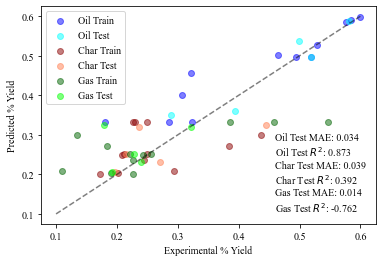 0.6
0.5
0.4
0.3
0.2
0.1
Predicted % Yield
Oil Train
Oil Test
Char Train
Char Test
Gas Train
Gas Test
Oil Test MAE: 0.034
Oil Test R²: 0.873
Char Test MAE: 0.039
Char Test R²: 0.392
Gas Test MAE: 0.014
Gas Test R²: -0.762
0.1 0.2 0.3 0.4 0.5 0.6
Experimental % Yield